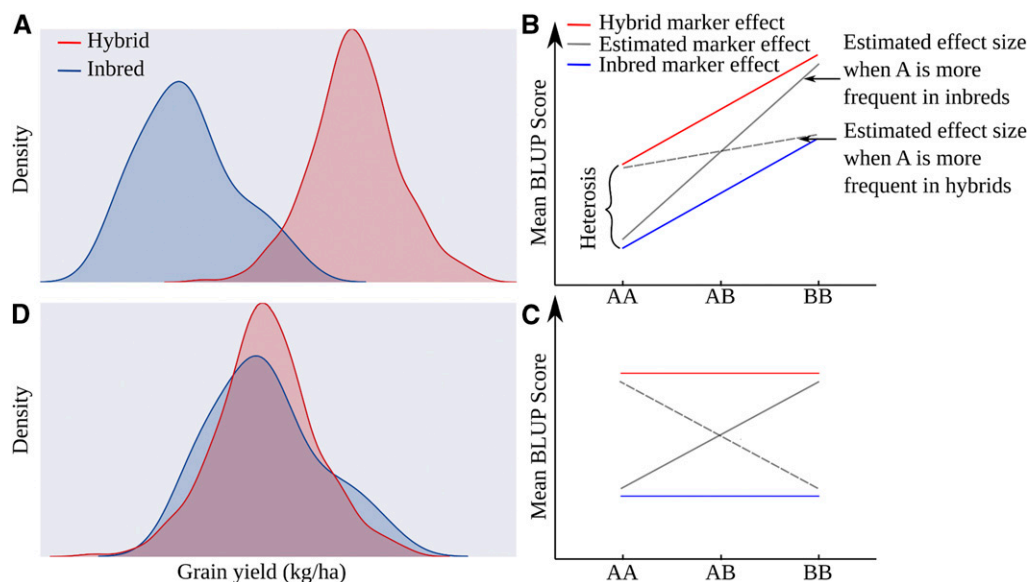 A
Hybrid
Inbred
Density
B
Hybrid marker effect
Estimated marker effect
Inbred marker effect
Mean BLUP Score
Heterosis
Estimated effect size
when A is more
frequent in inbreds
Estimated effect size
when A is more
frequent in hybrids
AA
AB
BB
D
Density
Grain yield (kg/ha)
C
Mean BLUP Score
AA
AB
BB